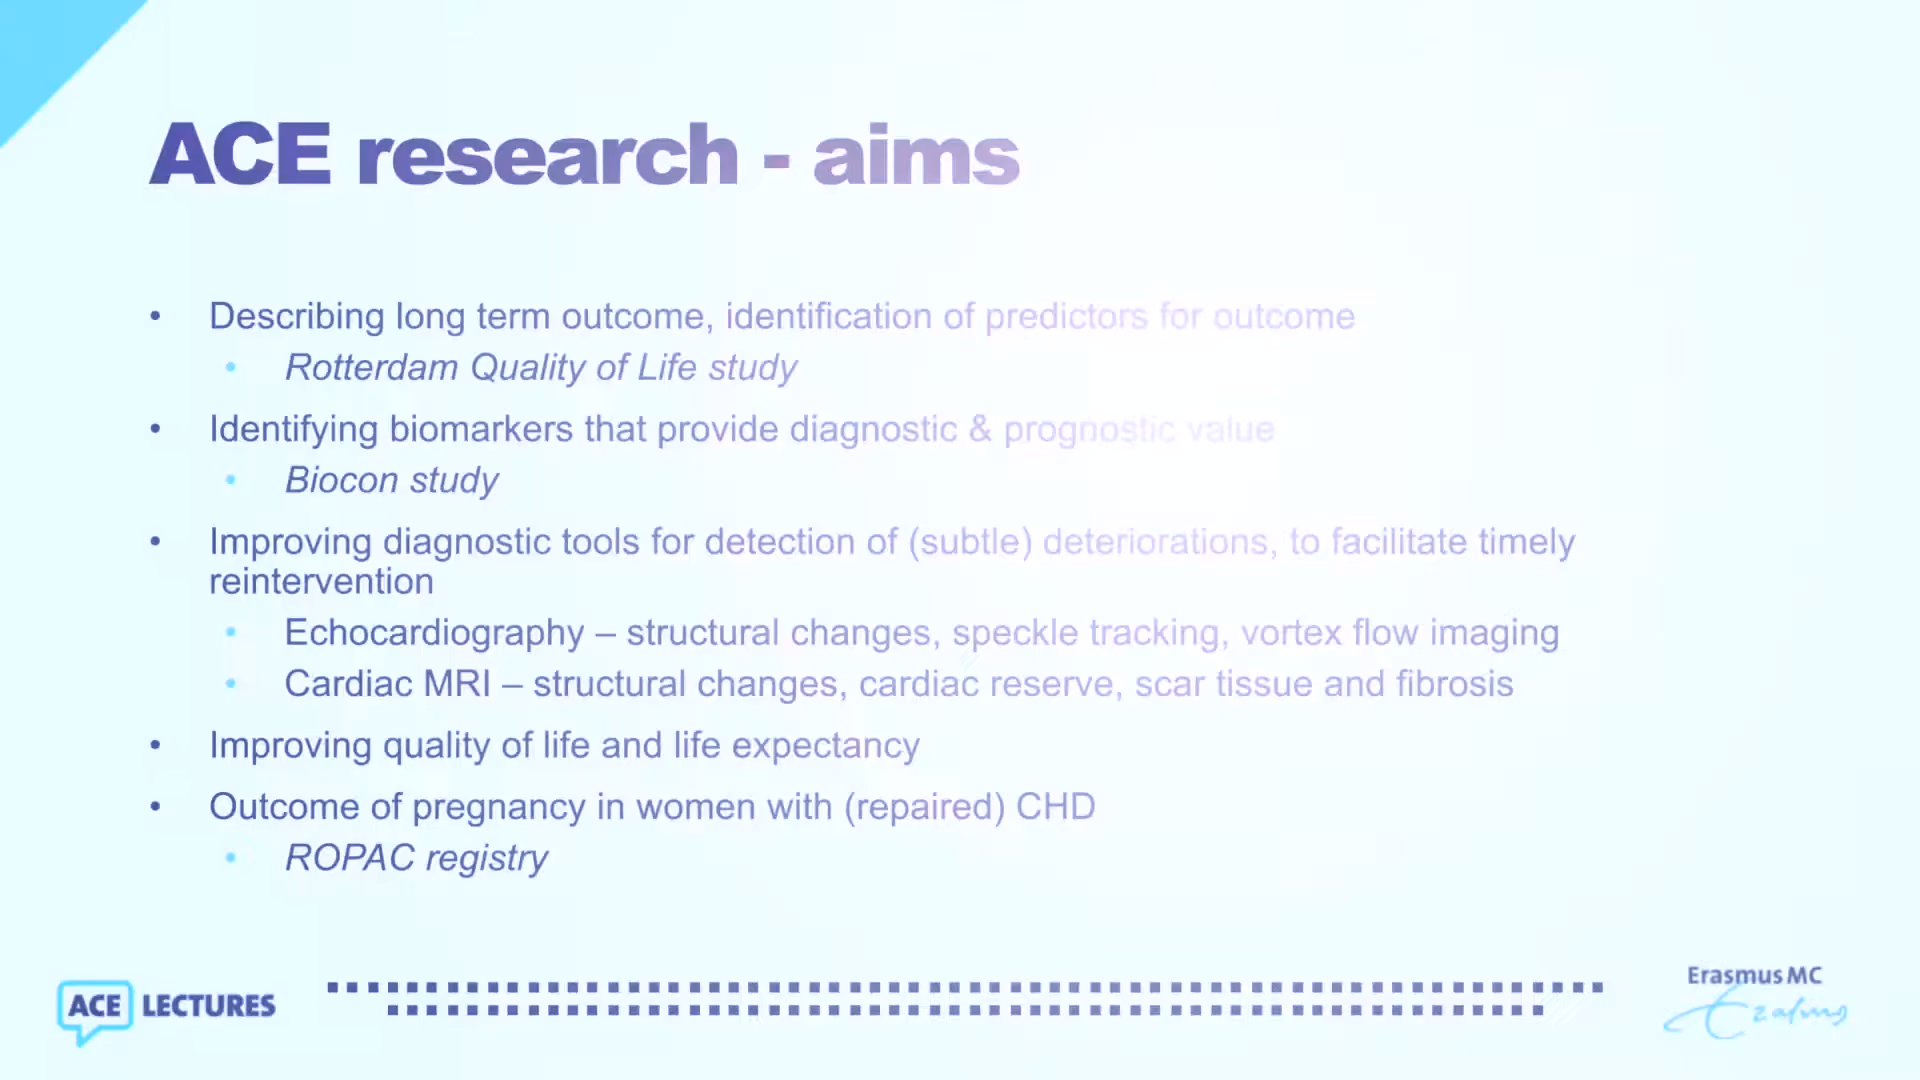 ACE research - aims
• Describing long term outcome, identification of predictors for outcome
• Rotterdam Quality of Life study
• Identifying biomarkers that provide diagnostic & prognostic value
• Biocon study
• Improving diagnostic tools for detection of (subtle) deteriorations, to facilitate timely
reintervention
• Echocardiography – structural changes, speckle tracking, vortex flow imaging
• Cardiac MRI – structural changes, cardiac reserve, scar tissue and fibrosis
• Improving quality of life and life expectancy
• Outcome of pregnancy in women with (repaired) CHD
• ROPAC registry
ACE LECTURES
Erasmus MC
Erasmus